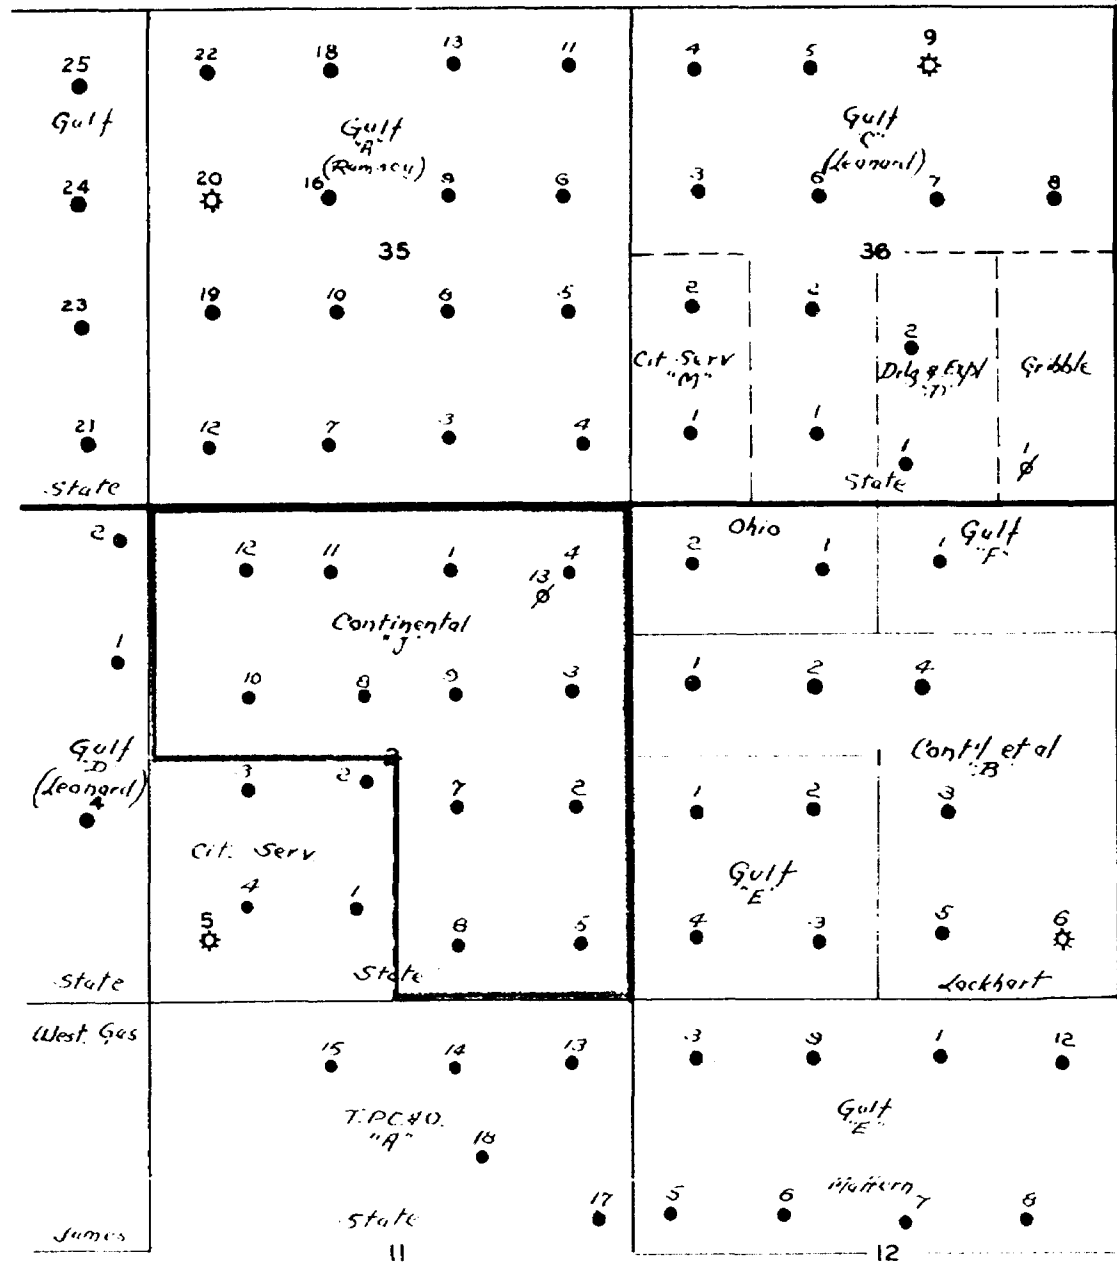 25 22 18 13 11 4 5 9
Gulf
Gulf
"A"
(Ramsey)
Gulf
"C"
(Leonard)
24 20 16 9 6 3 6 7 8
35 36
23 19 10 8 5 2 2 2
Cit. Serv
"M"
Drlg & Expl
"D"
Gribble
21 12 7 3 4 1 1 1 1
State
State
2 12 11 1 4 13
Ohio
2 1 1
Gulf
"F"
Continental
"J"
1 10 8 9 3 1 2 4
Gulf
"D"
(Leonard)
4
Cont'l et al
"B"
3 2 7 2 1 2 3
Cit. Serv
Gulf
"E"
5 4 1 8 5 4 3 5 6
State
State
Lockhart
West. Gas
15 14 13 3 9 1 12
T.P.C.&O.
"A"
18
Gulf
"E"
Mattern
17 5 6 7 8
James
State
11 12